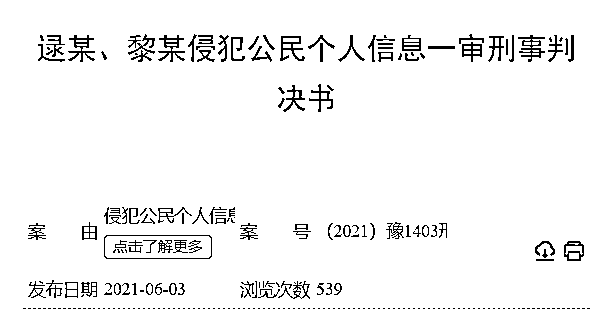 逯某、黎某侵犯公民个人信息一审刑事判
决书
案 由 侵犯公民个人信息 案 号 （2021）豫1403刑
点击了解更多
发布日期 2021-06-03 浏览次数 539